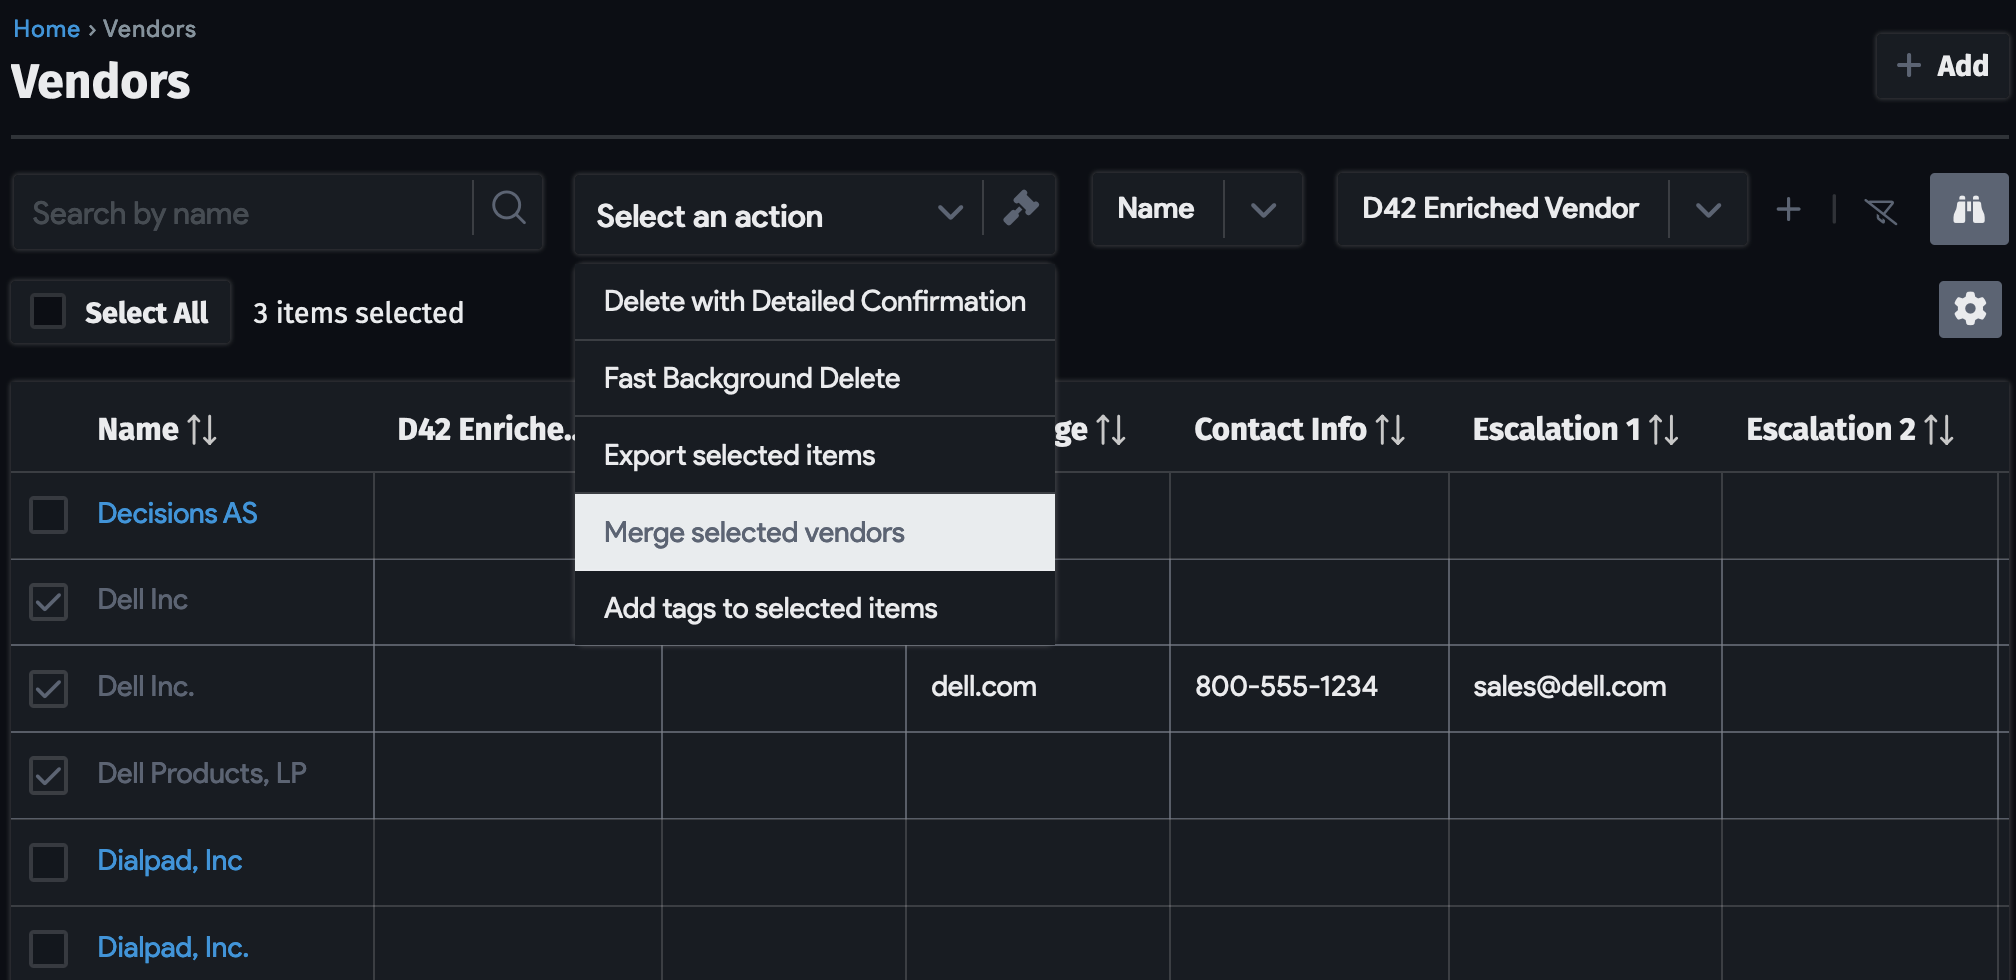 Home › Vendors
Vendors
+ Add
Search by name
Select an action
Name
D42 Enriched Vendor
Select All
3 items selected
Delete with Detailed Confirmation
Fast Background Delete
Export selected items
Merge selected vendors
Add tags to selected items
Name
D42 Enriche..
ge
Contact Info
Escalation 1
Escalation 2
Decisions AS
Dell Inc
Dell Inc. dell.com 800-555-1234 sales@dell.com
Dell Products, LP
Dialpad, Inc
Dialpad, Inc.